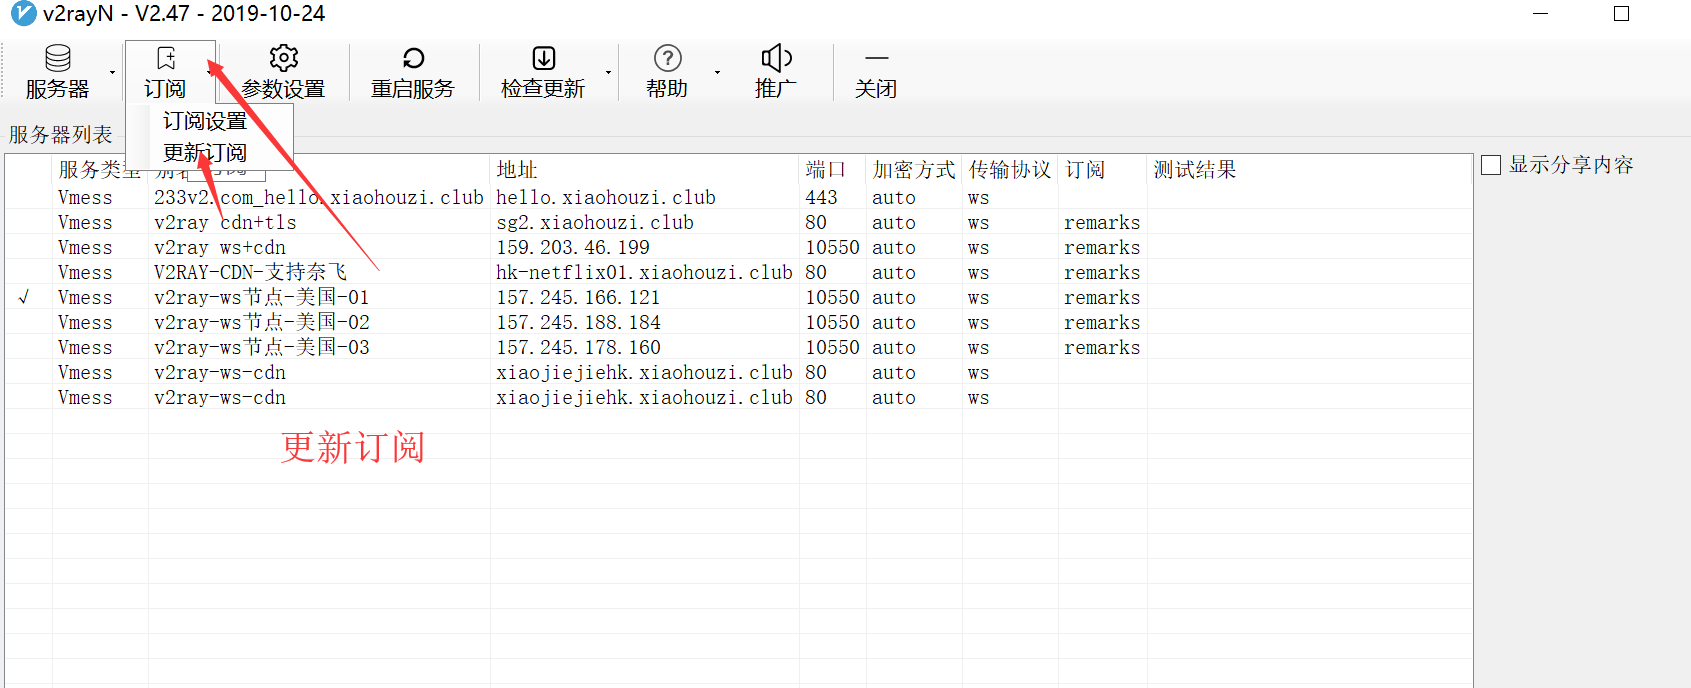 v2rayN - V2.47 - 2019-10-24
服务器 订阅 参数设置 重启服务 检查更新 帮助 推广 关闭
订阅设置
更新订阅
服务器列表
显示分享内容
服务类型 别名 地址 端口 加密方式 传输协议 订阅 测试结果
Vmess 233v2.com_hello.xiaohouzi.club hello.xiaohouzi.club 443 auto ws
Vmess v2ray cdn+tls sg2.xiaohouzi.club 80 auto ws remarks
Vmess v2ray ws+cdn 159.203.46.199 10550 auto ws remarks
Vmess V2RAY-CDN-支持奈飞 hk-netflix01.xiaohouzi.club 80 auto ws remarks
√ Vmess v2ray-ws节点-美国-01 157.245.166.121 10550 auto ws remarks
Vmess v2ray-ws节点-美国-02 157.245.188.184 10550 auto ws remarks
Vmess v2ray-ws节点-美国-03 157.245.178.160 10550 auto ws remarks
Vmess v2ray-ws-cdn xiaojiejiehk.xiaohouzi.club 80 auto ws
Vmess v2ray-ws-cdn xiaojiejiehk.xiaohouzi.club 80 auto ws
更新订阅